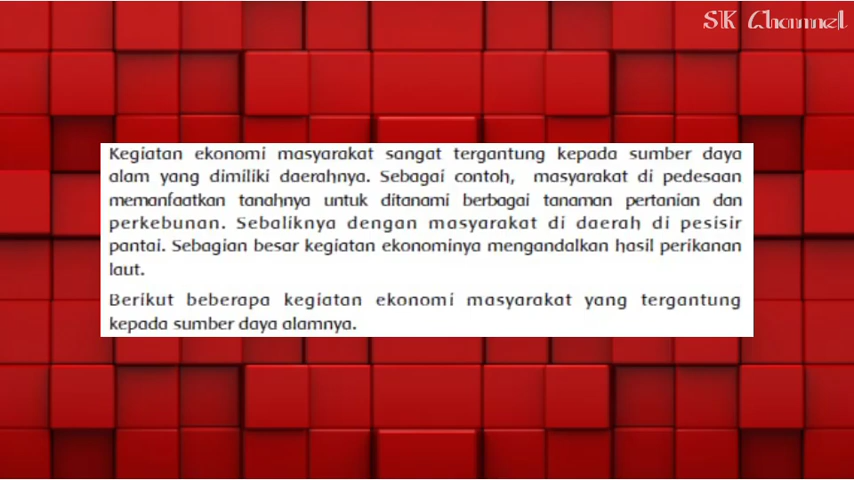 SK Channel
Kegiatan ekonomi masyarakat sangat tergantung kepada sumber daya
alam yang dimiliki daerahnya. Sebagai contoh, masyarakat di pedesaan
memanfaatkan tanahnya untuk ditanami berbagai tanaman pertanian dan
perkebunan. Sebaliknya dengan masyarakat di daerah di pesisir
pantai. Sebagian besar kegiatan ekonominya mengandalkan hasil perikanan
laut.
Berikut beberapa kegiatan ekonomi masyarakat yang tergantung
kepada sumber daya alamnya.